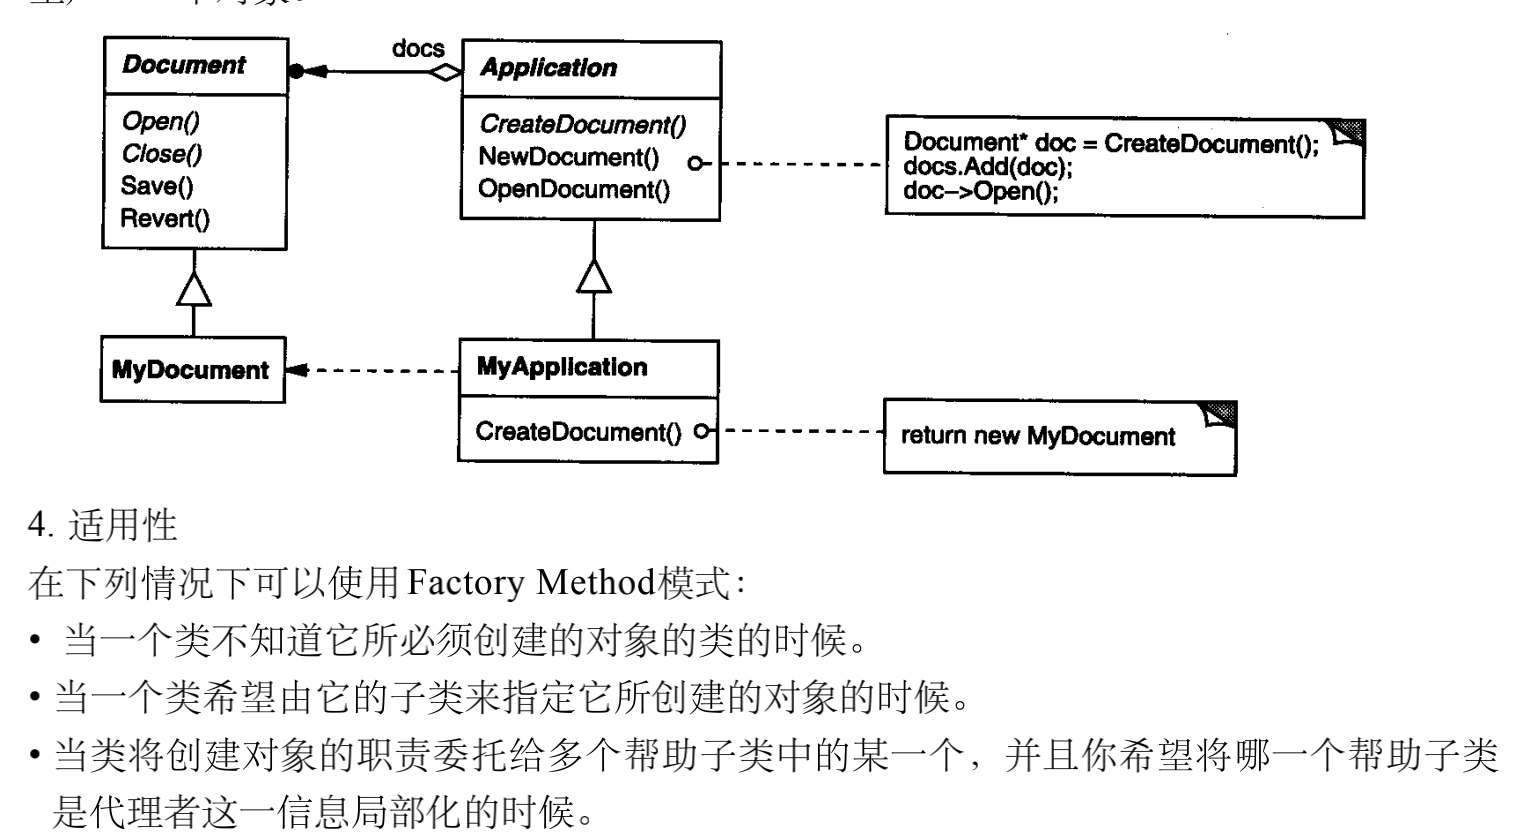 docs
Document
Application
Open()
Close()
Save()
Revert()
CreateDocument()
NewDocument()
OpenDocument()
Document* doc = CreateDocument();
docs.Add(doc);
doc->Open();
MyDocument
MyApplication
CreateDocument()
return new MyDocument
4. 适用性
在下列情况下可以使用Factory Method模式：
• 当一个类不知道它所必须创建的对象的类的时候。
• 当一个类希望由它的子类来指定它所创建的对象的时候。
• 当类将创建对象的职责委托给多个帮助子类中的某一个，并且你希望将哪一个帮助子类
是代理者这一信息局部化的时候。